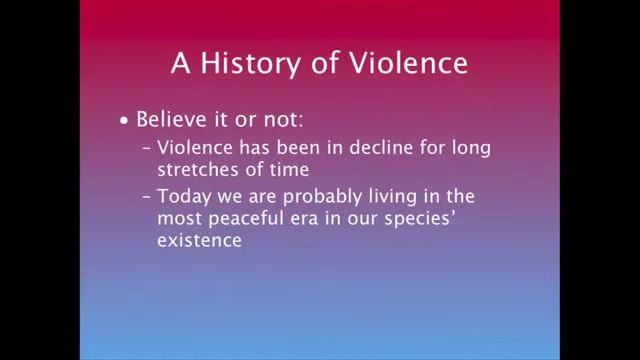 A History of Violence
• Believe it or not:
– Violence has been in decline for long
stretches of time
– Today we are probably living in the
most peaceful era in our species’
existence